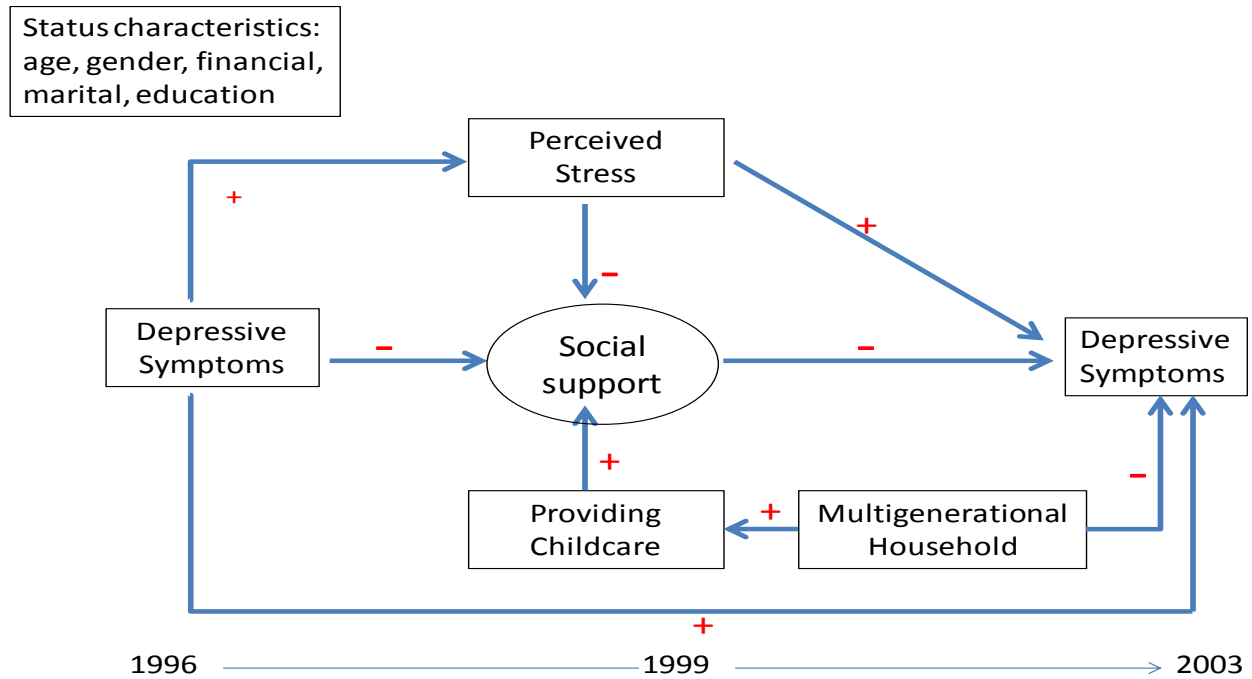 Status characteristics:
age, gender, financial,
marital, education
Perceived
Stress
+
+
−
Depressive
Symptoms
−
Social
support
−
Depressive
Symptoms
+
−
Providing
Childcare
+
Multigenerational
Household
+
1996
1999
2003